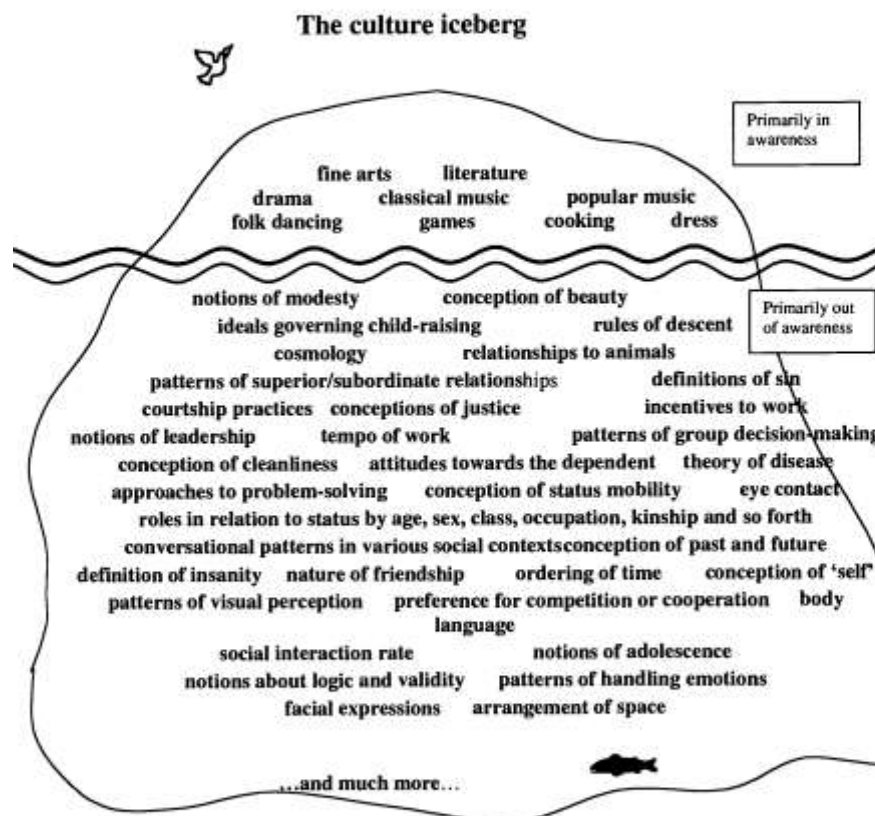 The culture iceberg
Primarily in
awareness
fine arts literature
drama classical music popular music
folk dancing games cooking dress
notions of modesty conception of beauty
Primarily out
of awareness
ideals governing child-raising rules of descent
cosmology relationships to animals
patterns of superior/subordinate relationships definitions of sin
courtship practices conceptions of justice incentives to work
notions of leadership tempo of work patterns of group decision-making
conception of cleanliness attitudes towards the dependent theory of disease
approaches to problem-solving conception of status mobility eye contact
roles in relation to status by age, sex, class, occupation, kinship and so forth
conversational patterns in various social contextsconception of past and future
definition of insanity nature of friendship ordering of time conception of ‘self’
patterns of visual perception preference for competition or cooperation body
language
social interaction rate notions of adolescence
notions about logic and validity patterns of handling emotions
facial expressions arrangement of space
…and much more…